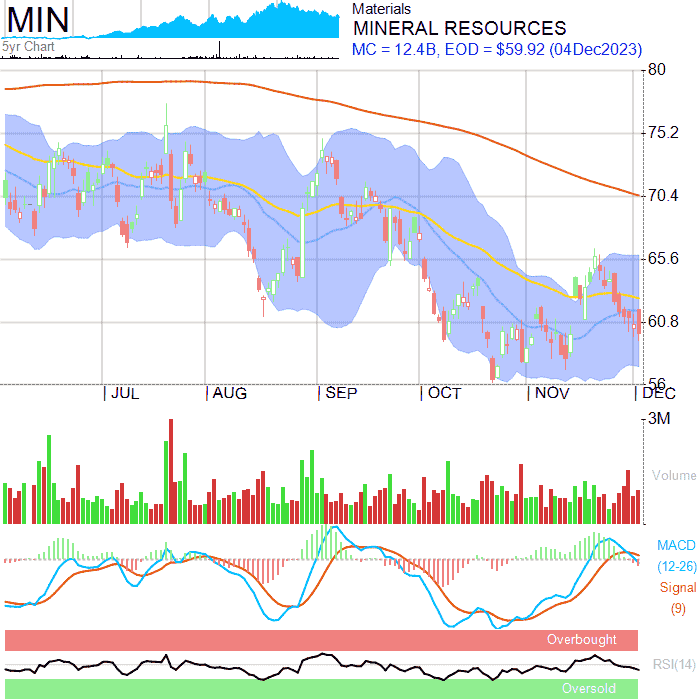 MIN
5yr Chart
Materials
MINERAL RESOURCES
MC = 12.4B, EOD = $59.92 (04Dec2023)
80
75.2
70.4
65.6
60.8
56
JUL AUG SEP OCT NOV DEC
3M
Volume
MACD
(12-26)
Signal
(9)
Overbought
RSI(14)
Oversold